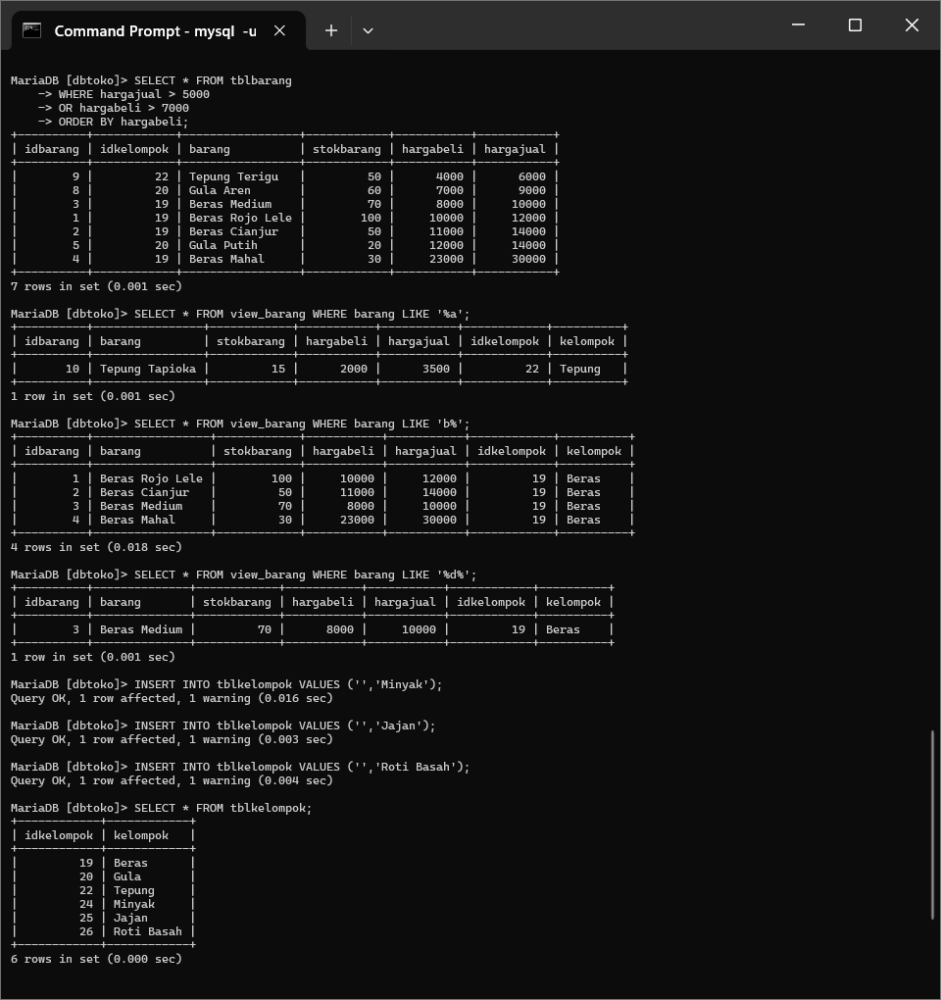 Command Prompt - mysql  -u
MariaDB [dbtoko]> SELECT * FROM tblbarang
    -> WHERE hargajual > 5000
    -> OR hargabeli > 7000
    -> ORDER BY hargabeli;
+----------+------------+-----------------+------------+-----------+-----------+
| idbarang | idkelompok | barang          | stokbarang | hargabeli | hargajual |
+----------+------------+-----------------+------------+-----------+-----------+
|        9 |         22 | Tepung Terigu   |         50 |      4000 |      6000 |
|        8 |         20 | Gula Aren       |         60 |      7000 |      9000 |
|        3 |         19 | Beras Medium    |         70 |      8000 |     10000 |
|        1 |         19 | Beras Rojo Lele |        100 |     10000 |     12000 |
|        2 |         19 | Beras Cianjur   |         50 |     11000 |     14000 |
|        5 |         20 | Gula Putih      |         20 |     12000 |     14000 |
|        4 |         19 | Beras Mahal     |         30 |     23000 |     30000 |
+----------+------------+-----------------+------------+-----------+-----------+
7 rows in set (0.001 sec)
MariaDB [dbtoko]> SELECT * FROM view_barang WHERE barang LIKE '%a';
+----------+----------------+------------+-----------+-----------+------------+----------+
| idbarang | barang         | stokbarang | hargabeli | hargajual | idkelompok | kelompok |
+----------+----------------+------------+-----------+-----------+------------+----------+
|       10 | Tepung Tapioka |         15 |      2000 |      3500 |         22 | Tepung   |
+----------+----------------+------------+-----------+-----------+------------+----------+
1 row in set (0.001 sec)
MariaDB [dbtoko]> SELECT * FROM view_barang WHERE barang LIKE 'b%';
+----------+-----------------+------------+-----------+-----------+------------+----------+
| idbarang | barang          | stokbarang | hargabeli | hargajual | idkelompok | kelompok |
+----------+-----------------+------------+-----------+-----------+------------+----------+
|        1 | Beras Rojo Lele |        100 |     10000 |     12000 |         19 | Beras    |
|        2 | Beras Cianjur   |         50 |     11000 |     14000 |         19 | Beras    |
|        3 | Beras Medium    |         70 |      8000 |     10000 |         19 | Beras    |
|        4 | Beras Mahal     |         30 |     23000 |     30000 |         19 | Beras    |
+----------+-----------------+------------+-----------+-----------+------------+----------+
4 rows in set (0.018 sec)
MariaDB [dbtoko]> SELECT * FROM view_barang WHERE barang LIKE '%d%';
+----------+--------------+------------+-----------+-----------+------------+----------+
| idbarang | barang       | stokbarang | hargabeli | hargajual | idkelompok | kelompok |
+----------+--------------+------------+-----------+-----------+------------+----------+
|        3 | Beras Medium |         70 |      8000 |     10000 |         19 | Beras    |
+----------+--------------+------------+-----------+-----------+------------+----------+
1 row in set (0.001 sec)
MariaDB [dbtoko]> INSERT INTO tblkelompok VALUES ('','Minyak');
Query OK, 1 row affected, 1 warning (0.016 sec)
MariaDB [dbtoko]> INSERT INTO tblkelompok VALUES ('','Jajan');
Query OK, 1 row affected, 1 warning (0.003 sec)
MariaDB [dbtoko]> INSERT INTO tblkelompok VALUES ('','Roti Basah');
Query OK, 1 row affected, 1 warning (0.004 sec)
MariaDB [dbtoko]> SELECT * FROM tblkelompok;
+------------+------------+
| idkelompok | kelompok   |
+------------+------------+
|         19 | Beras      |
|         20 | Gula       |
|         22 | Tepung     |
|         24 | Minyak     |
|         25 | Jajan      |
|         26 | Roti Basah |
+------------+------------+
6 rows in set (0.000 sec)